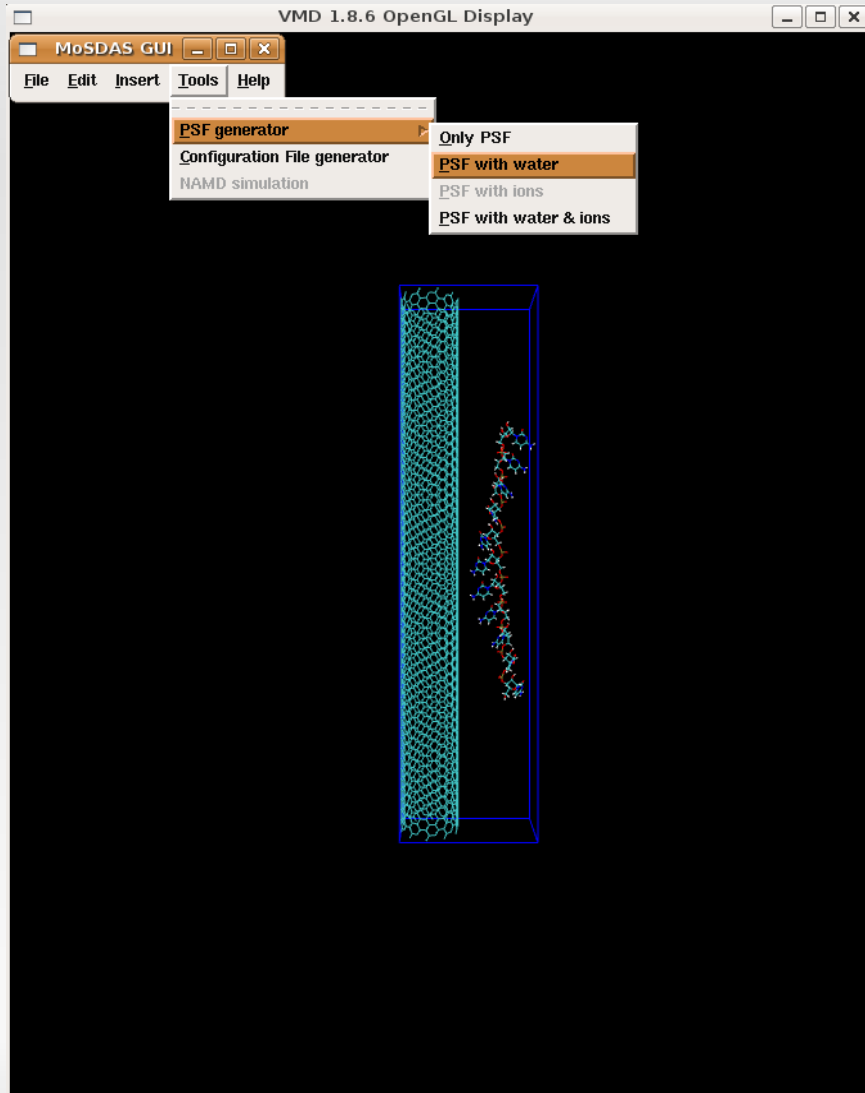 VMD 1.8.6 OpenGL Display
MoSDAS GUI
File Edit Insert Tools Help
PSF generator
Configuration File generator
NAMD simulation
Only PSF
PSF with water
PSF with ions
PSF with water & ions